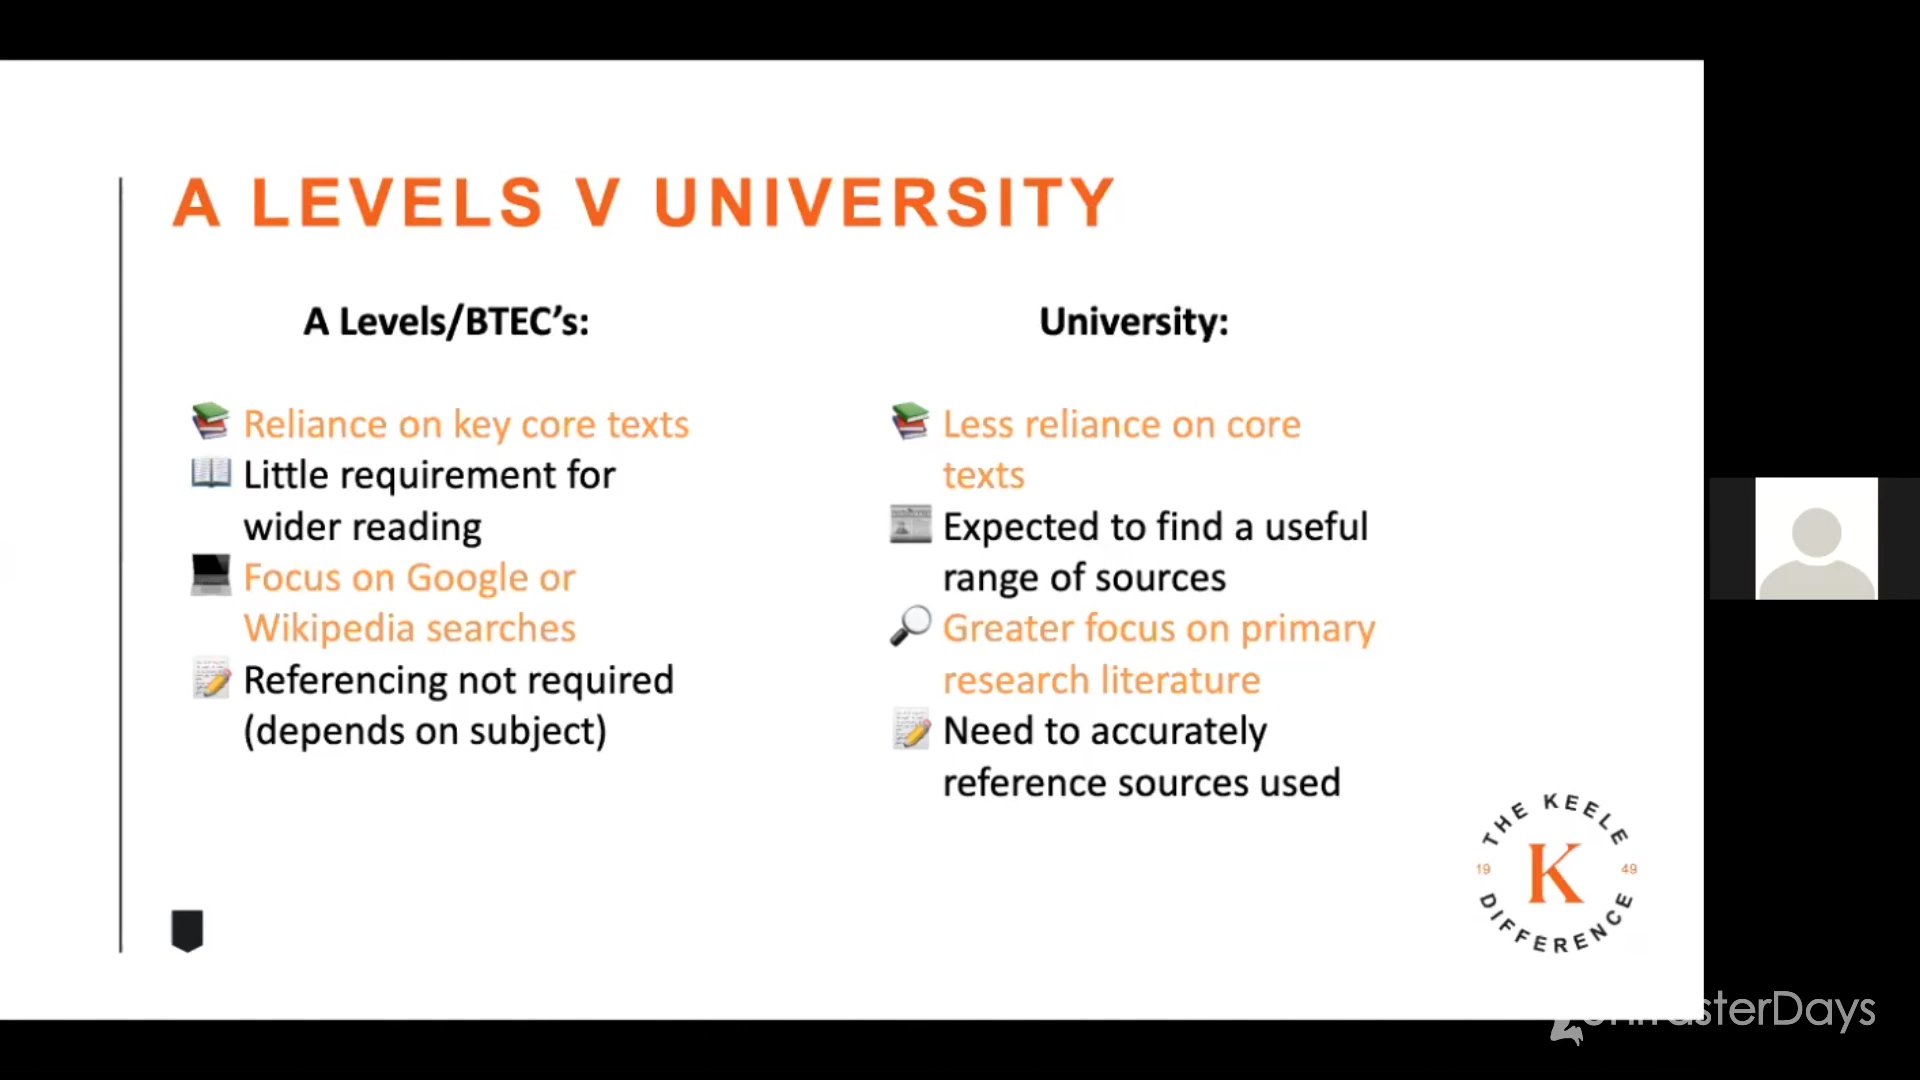 A LEVELS V UNIVERSITY
A Levels/BTEC’s:
Reliance on key core texts
Little requirement for
wider reading
Focus on Google or
Wikipedia searches
Referencing not required
(depends on subject)
University:
Less reliance on core
texts
Expected to find a useful
range of sources
Greater focus on primary
research literature
Need to accurately
reference sources used
THE KEELE
19 K 49
DIFFERENCE